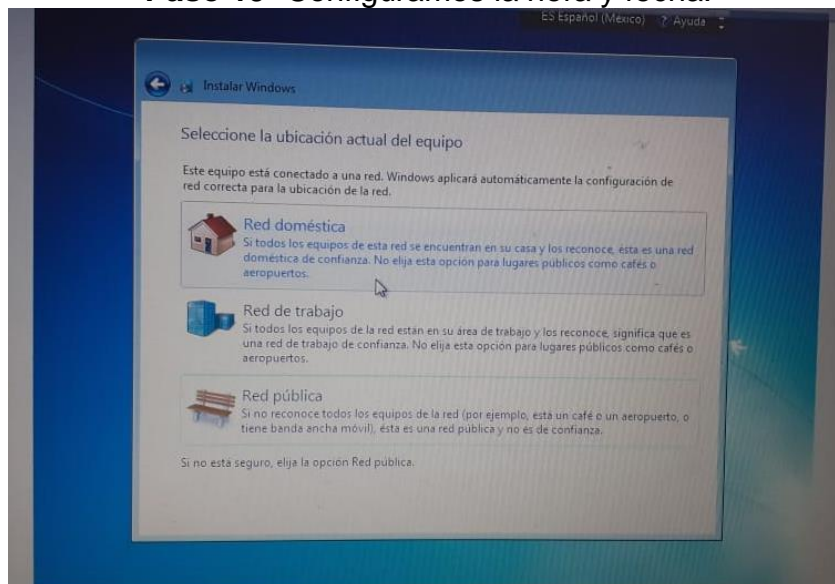 Configuramos la hora y fecha.
ES Español (México) ? Ayuda
Instalar Windows
Seleccione la ubicación actual del equipo
Este equipo está conectado a una red. Windows aplicará automáticamente la configuración de
red correcta para la ubicación de la red.
Red doméstica
Si todos los equipos de esta red se encuentran en su casa y los reconoce, esta es una red
doméstica de confianza. No elija esta opción para lugares públicos como cafés o
aeropuertos.
Red de trabajo
Si todos los equipos de la red están en su área de trabajo y los reconoce, significa que es
una red de trabajo de confianza. No elija esta opción para lugares públicos como cafés o
aeropuertos.
Red pública
Si no reconoce todos los equipos de la red (por ejemplo, está un café o un aeropuerto, o
tiene banda ancha móvil), ésta es una red pública y no es de confianza.
Si no está seguro, elija la opción Red pública.